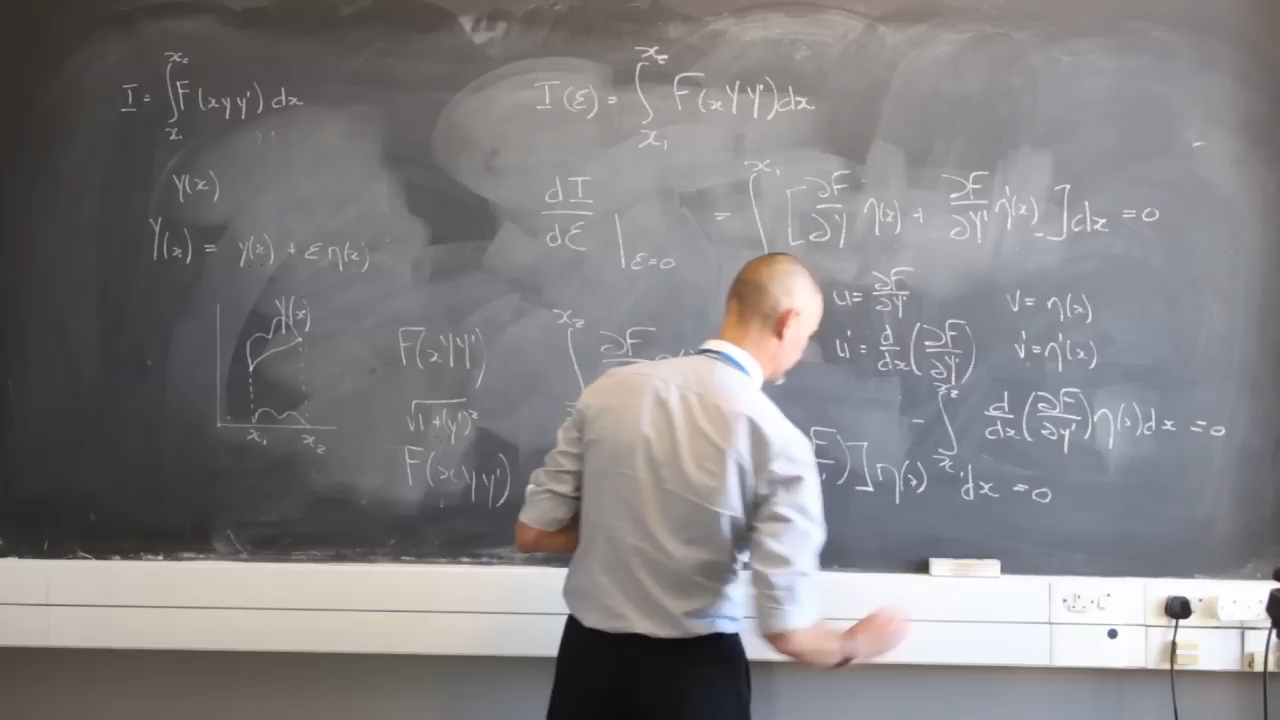 I = ∫ₓ₁^x₂ F(x y y') dx
I(ε) = ∫ₓ₁^x₂ F(x Y Y') dx
y(x)
Y(x) = y(x) + ε η(x)
dI/dε |ε=0 = ∫^x₁ [∂F/∂Y η(x) + ∂F/∂Y' η'(x)] dx = 0
u = ∂F/∂Y' v = η(x)
u' = d/dx (∂F/∂Y') v' = η'(x)
Y(x)
x₁ x₂
F(x Y Y')
√1+(y')²
F(x y y')
∫^x₂ ∂F
- ∫^x₂ d/dx (∂F/∂y') η(x) dx = 0
)] η(x) dx = 0